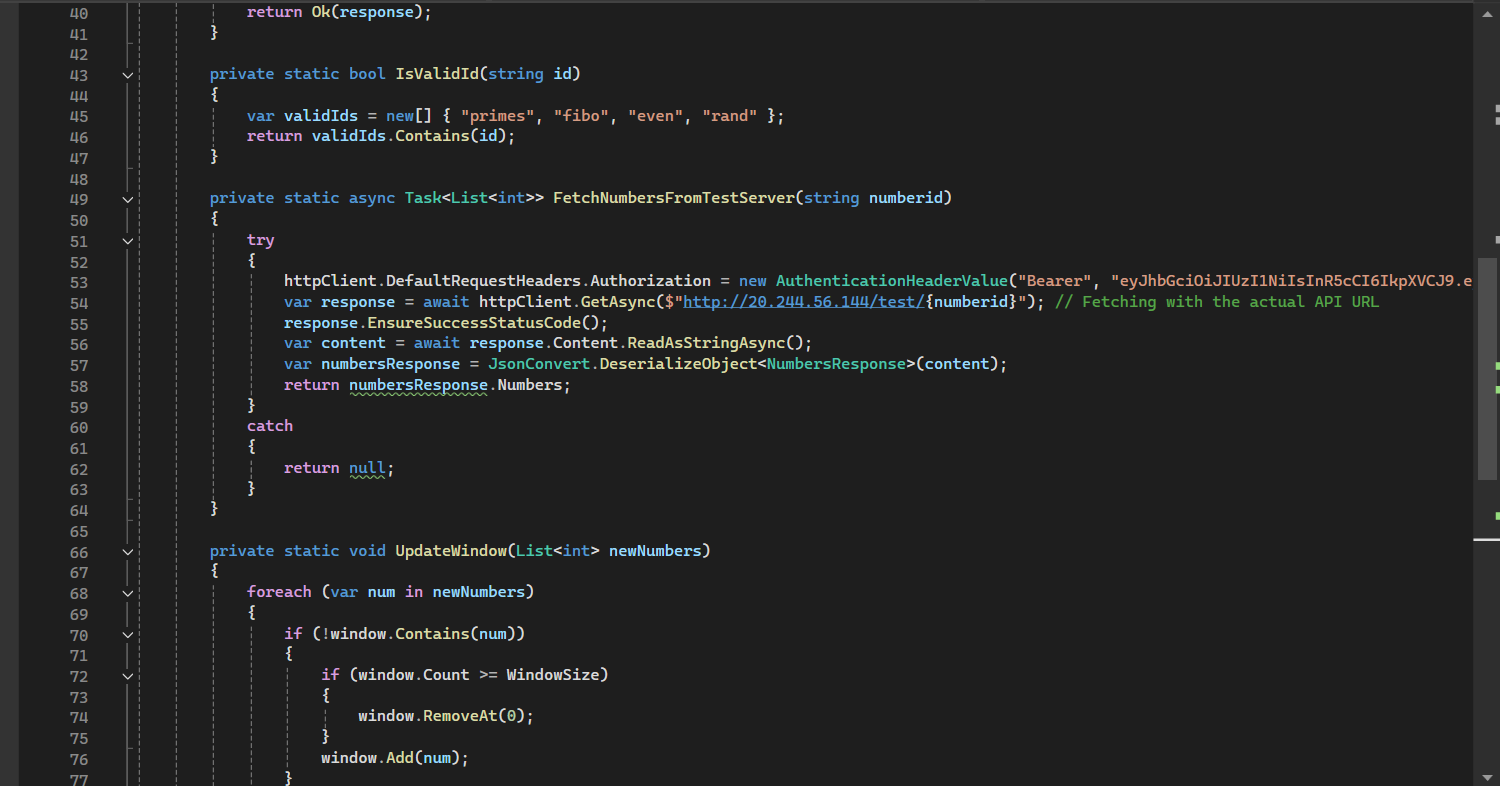 40 return Ok(response);
41 }
42
43 private static bool IsValidId(string id)
44 {
45 var validIds = new[] { "primes", "fibo", "even", "rand" };
46 return validIds.Contains(id);
47 }
48
49 private static async Task<List<int>> FetchNumbersFromTestServer(string numberid)
50 {
51 try
52 {
53 httpClient.DefaultRequestHeaders.Authorization = new AuthenticationHeaderValue("Bearer", "eyJhbGciOiJIUzI1NiIsInR5cCI6IkpXVCJ9.e
54 var response = await httpClient.GetAsync($"http://20.244.56.144/test/{numberid}"); // Fetching with the actual API URL
55 response.EnsureSuccessStatusCode();
56 var content = await response.Content.ReadAsStringAsync();
57 var numbersResponse = JsonConvert.DeserializeObject<NumbersResponse>(content);
58 return numbersResponse.Numbers;
59 }
60 catch
61 {
62 return null;
63 }
64 }
65
66 private static void UpdateWindow(List<int> newNumbers)
67 {
68 foreach (var num in newNumbers)
69 {
70 if (!window.Contains(num))
71 {
72 if (window.Count >= WindowSize)
73 {
74 window.RemoveAt(0);
75 }
76 window.Add(num);
77 }